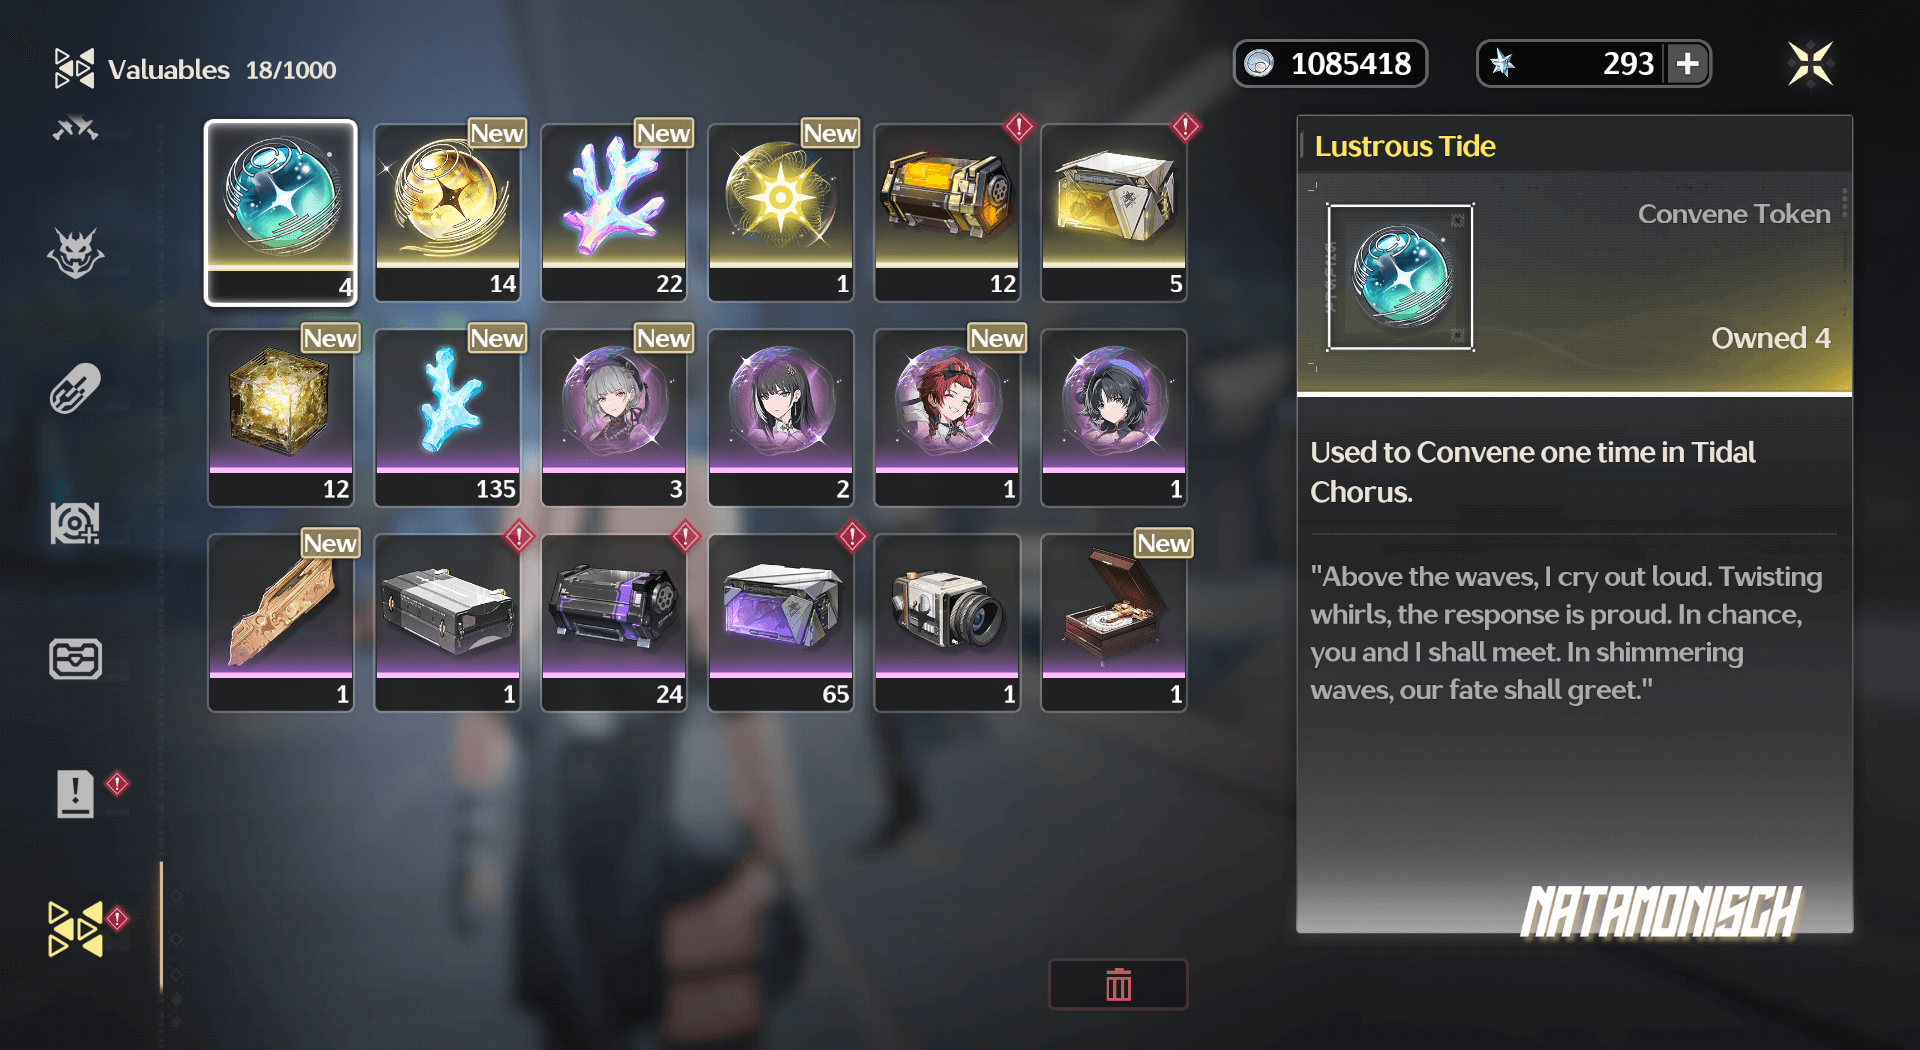 Valuables 18/1000
1085418
293
New
New
New
4
14
22
1
12
5
New
New
New
New
12
135
3
2
1
1
New
New
1
1
24
65
1
1
Lustrous Tide
Convene Token
Owned 4
Used to Convene one time in Tidal
Chorus.
"Above the waves, I cry out loud. Twisting
whirls, the response is proud. In chance,
you and I shall meet. In shimmering
waves, our fate shall greet."
NATAMONISCH